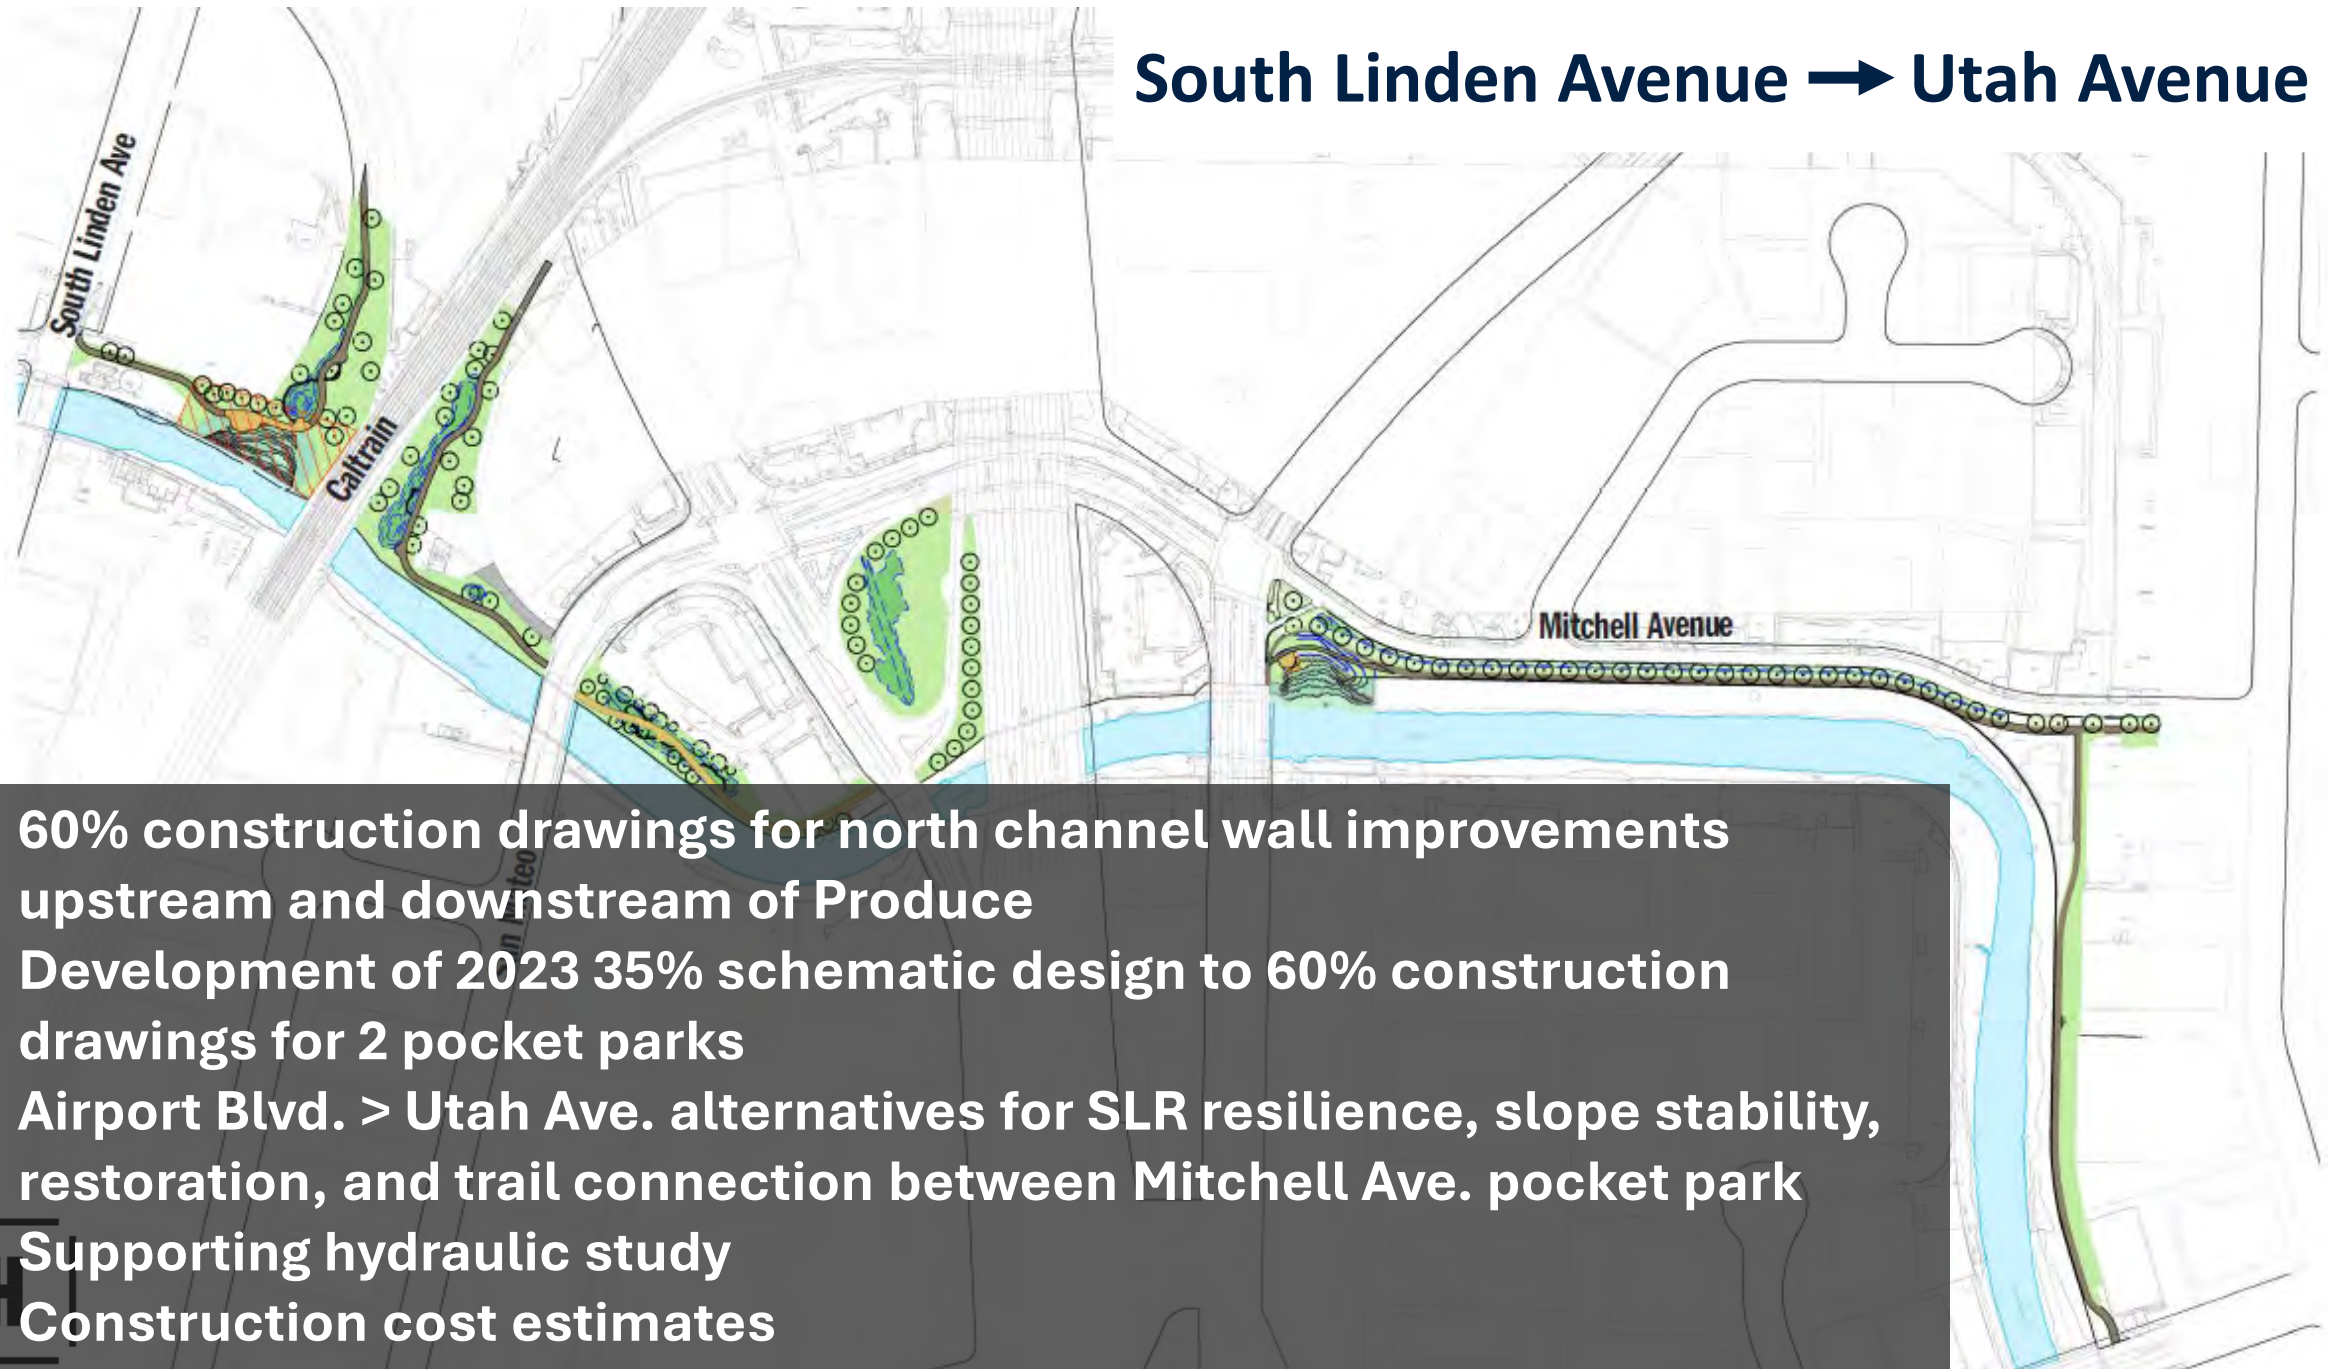 South Linden Avenue → Utah Avenue
South Linden Ave
Caltrain
Mitchell Avenue
60% construction drawings for north channel wall improvements
upstream and downstream of Produce
Development of 2023 35% schematic design to 60% construction
drawings for 2 pocket parks
Airport Blvd. > Utah Ave. alternatives for SLR resilience, slope stability,
restoration, and trail connection between Mitchell Ave. pocket park
Supporting hydraulic study
Construction cost estimates